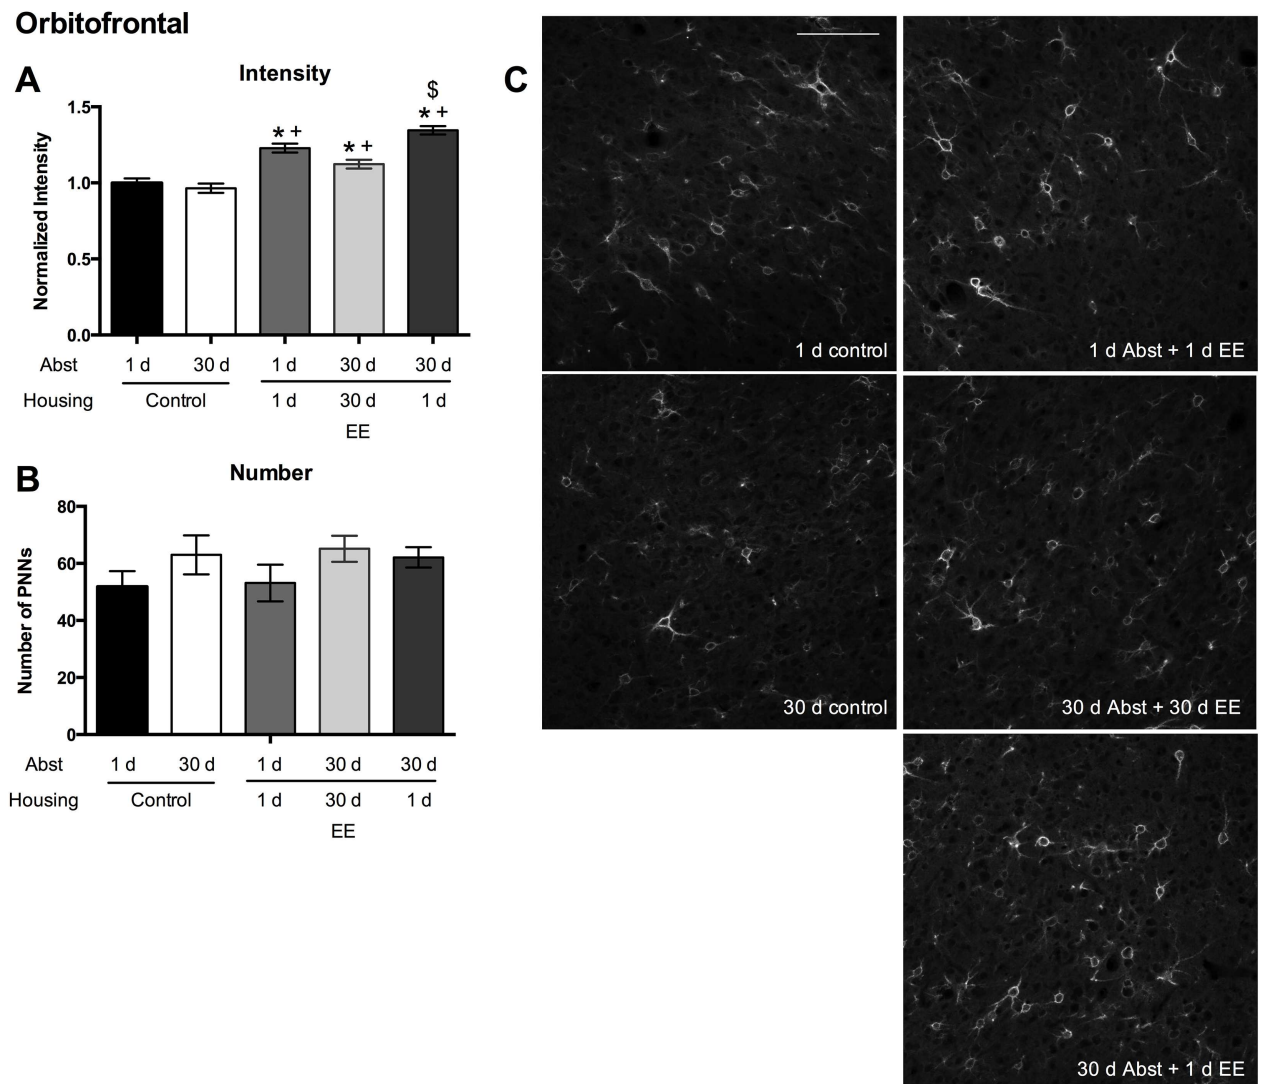 Orbitofrontal
A
Intensity
Normalized Intensity
1.5
1.0
0.5
0.0
* +
* +
$
* +
Abst 1 d 30 d 1 d 30 d 30 d
Housing Control 1 d 30 d 1 d
EE
B
Number
Number of PNNs
80
60
40
20
0
Abst 1 d 30 d 1 d 30 d 30 d
Housing Control 1 d 30 d 1 d
EE
C
1 d control
1 d Abst + 1 d EE
30 d control
30 d Abst + 30 d EE
30 d Abst + 1 d EE